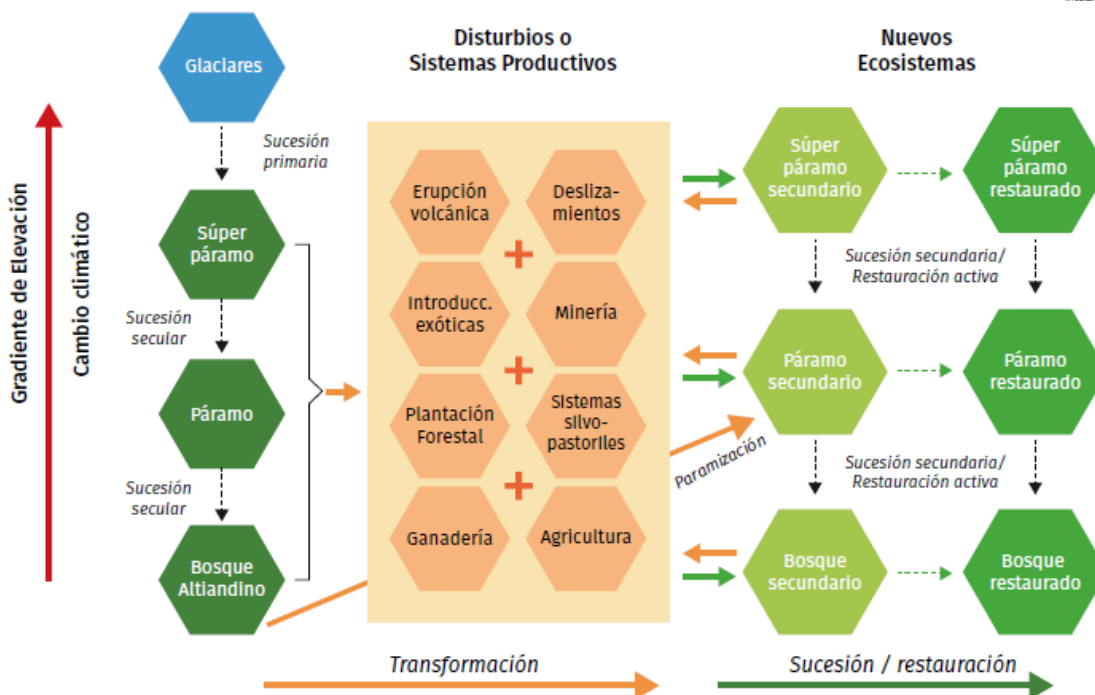 Disturbios o
Sistemas Productivos
Nuevos
Ecosistemas
Gradiente de Elevación
Cambio climático
Glaciares
Sucesión
primaria
Súper
páramo
Sucesión
secular
Páramo
Sucesión
secular
Bosque
Altiandino
Erupción
volcánica
Desliza-
mientos
+
Introducc.
exóticas
Minería
+
Plantación
Forestal
Sistemas
silvo-
pastoriles
+
Ganadería
Agricultura
Paramización
Súper
páramo
secundario
Súper
páramo
restaurado
Sucesión secundaria/
Restauración activa
Páramo
secundario
Páramo
restaurado
Sucesión secundaria/
Restauración activa
Bosque
secundario
Bosque
restaurado
Transformación
Sucesión / restauración